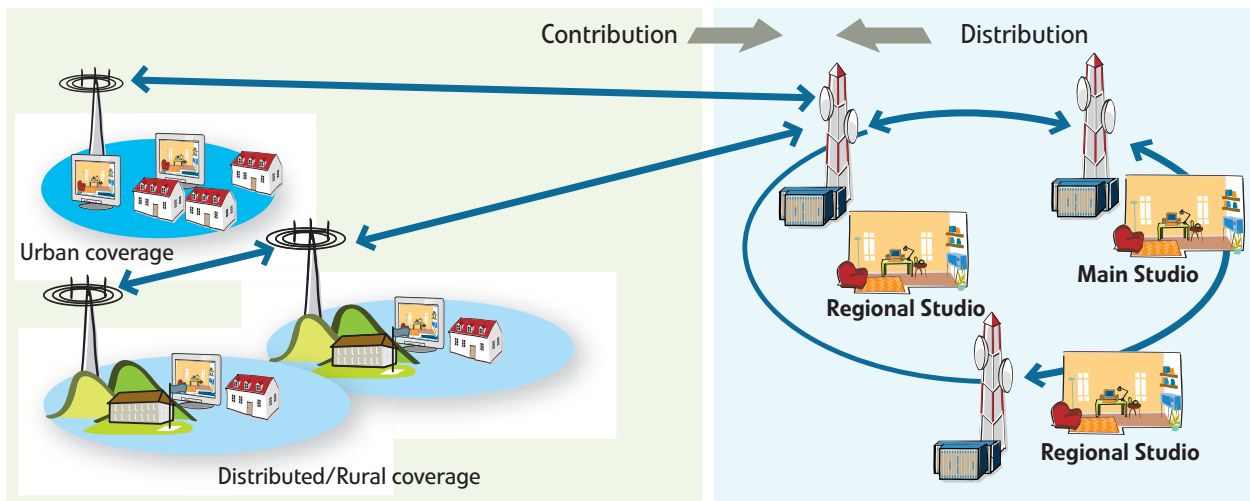 Contribution
Distribution
Urban coverage
Main Studio
Regional Studio
Regional Studio
Distributed/Rural coverage